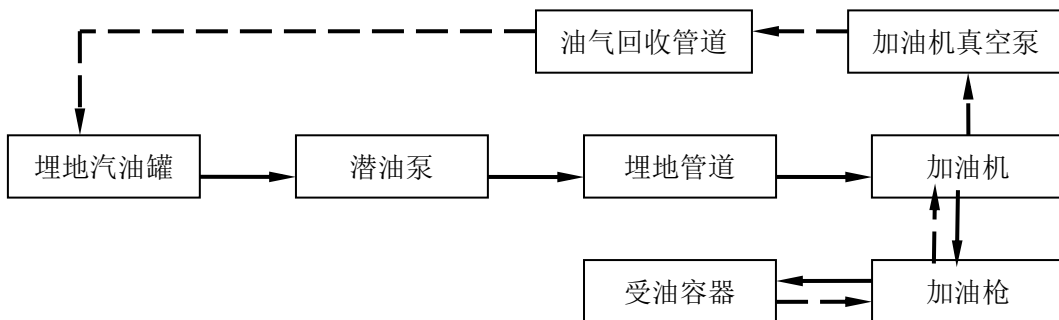 油气回收管道
加油机真空泵
埋地汽油罐
潜油泵
埋地管道
加油机
受油容器
加油枪